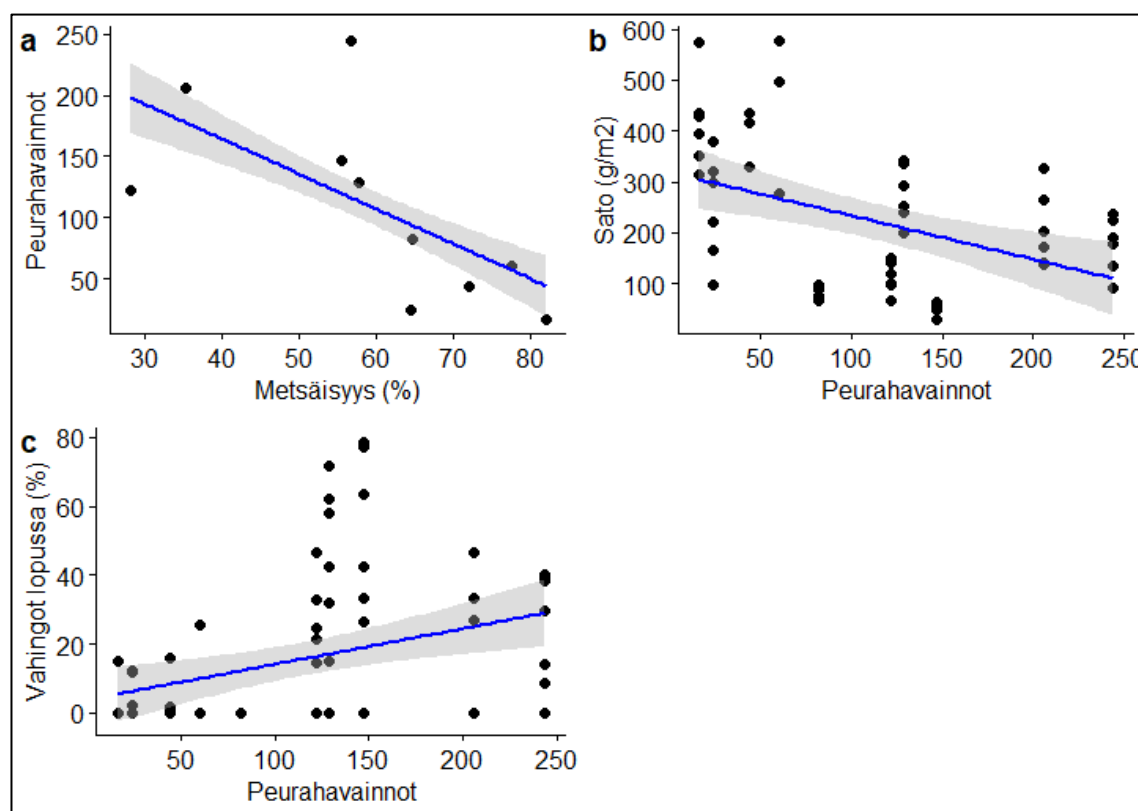 a
Peurahavainnot
250
200
150
100
50
30 40 50 60 70 80
Metsäisyys (%)
b
Sato (g/m2)
600
500
400
300
200
100
50 100 150 200 250
Peurahavainnot
c
Vahingot lopussa (%)
80
60
40
20
0
50 100 150 200 250
Peurahavainnot